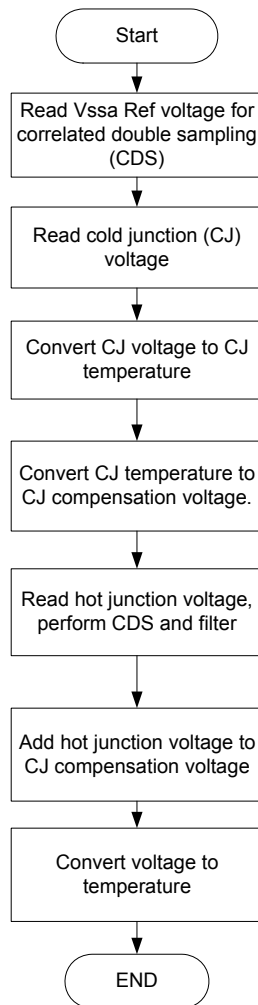 Start
Read Vssa Ref voltage for
correlated double sampling
(CDS)
Read cold junction (CJ)
voltage
Convert CJ voltage to CJ
temperature
Convert CJ temperature to
CJ compensation voltage.
Read hot junction voltage,
perform CDS and filter
Add hot junction voltage to
CJ compensation voltage
Convert voltage to
temperature
END